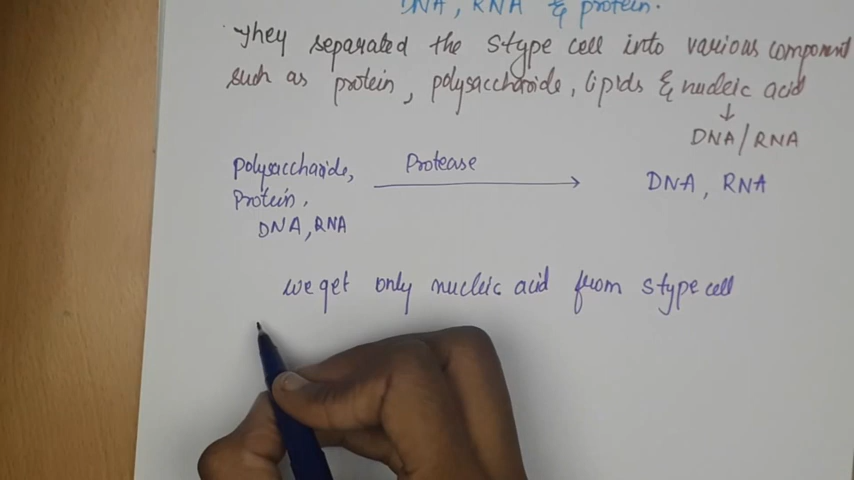 DNA, RNA & protein.
They separated the S type cell into various component
such as protein, polysaccharide, lipids & nucleic acid
↓
DNA/RNA
Polysaccharide, Protease → DNA, RNA
Protein,
DNA, RNA
we get only nucleic acid from s type cell